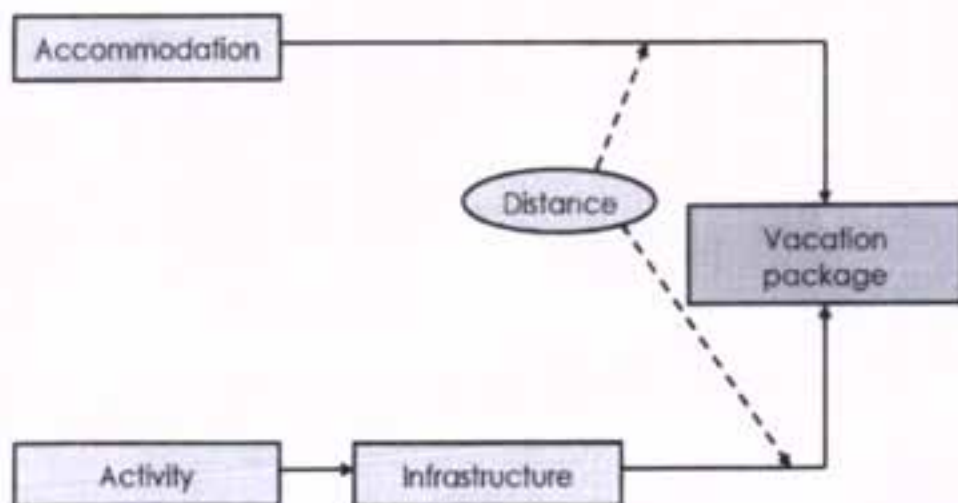 Accommodation
Distance
Vacation
package
Activity
Infrastructure